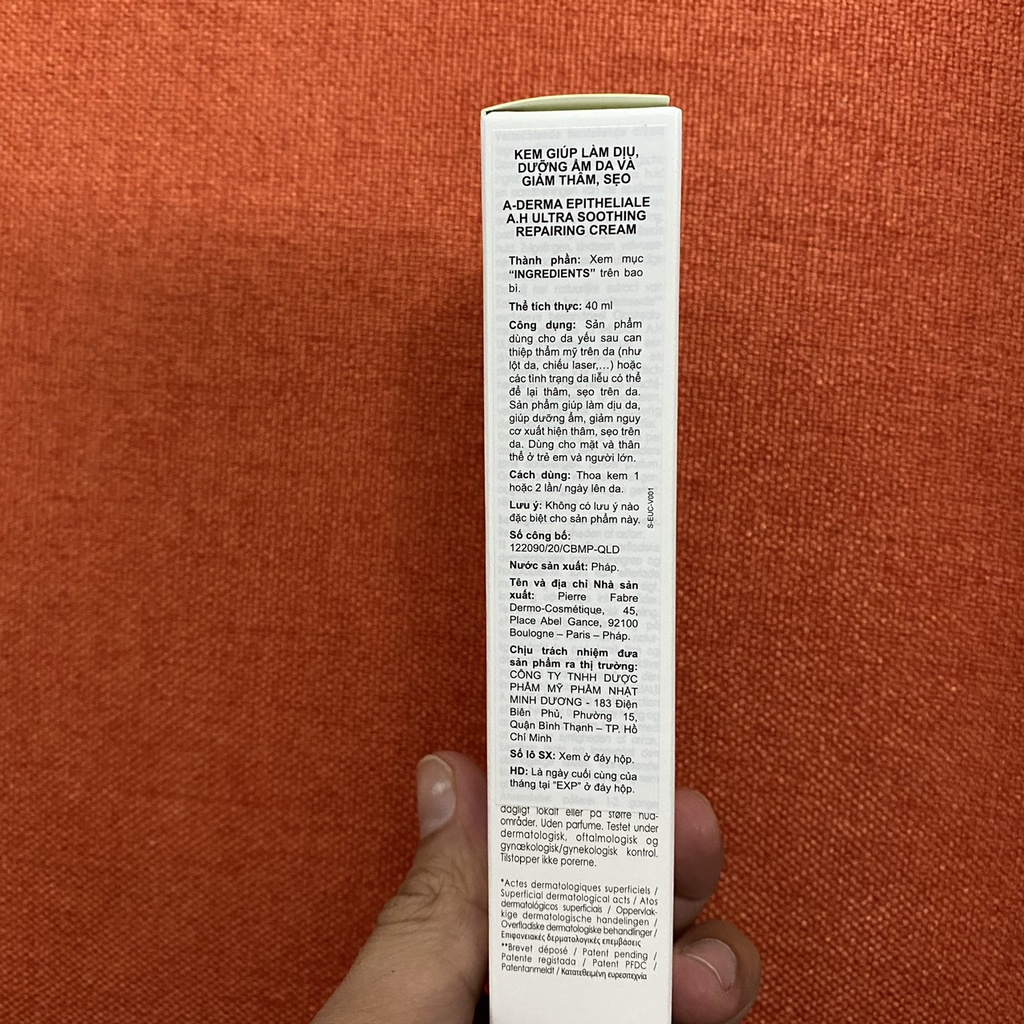 KEM GIÚP LÀM DỊU,
DƯỠNG ẨM DA VÀ
GIẢM THÂM, SẸO
A-DERMA EPITHELIALE
A.H ULTRA SOOTHING
REPAIRING CREAM
Thành phần: Xem mục
“INGREDIENTS” trên bao
bì.
Thể tích thực: 40 ml
Công dụng: Sản phẩm
dùng cho da yếu sau can
thiệp thẩm mỹ trên da (như
lột da, chiếu laser,...) hoặc
các tình trạng da liễu có thể
để lại thâm, sẹo trên da.
Sản phẩm giúp làm dịu da,
giúp dưỡng ẩm, giảm nguy
cơ xuất hiện thâm, sẹo trên
da. Dùng cho mặt và thân
thể ở trẻ em và người lớn.
Cách dùng: Thoa kem 1
hoặc 2 lần/ ngày lên da.
Lưu ý: Không có lưu ý nào
đặc biệt cho sản phẩm này.
S-EUC-V001
Số công bố:
122090/20/CBMP-QLD
Nước sản xuất: Pháp.
Tên và địa chỉ Nhà sản
xuất: Pierre Fabre
Dermo-Cosmétique, 45,
Place Abel Gance, 92100
Boulogne – Paris – Pháp.
Chịu trách nhiệm đưa
sản phẩm ra thị trường:
CÔNG TY TNHH DƯỢC
PHẨM MỸ PHẨM NHẬT
MINH DƯƠNG - 183 Điện
Biên Phủ, Phường 15,
Quận Bình Thạnh – TP. Hồ
Chí Minh
Số lô SX: Xem ở đáy hộp.
HD: Là ngày cuối cùng của
tháng tại “EXP” ở đáy hộp.
dagligt lokalt eller på større hud-
områder. Uden parfume. Testet under
dermatologisk, oftalmologisk og
gynækologisk/gynekologisk kontrol.
Tilstopper ikke porerne.
*Actes dermatologiques superficiels /
Superficial dermatological acts / Atos
dermatológicos superficiais / Oppervlak-
kige dermatologische handelingen /
Overfladiske dermatologiske behandlinger /
Επιφανειακές δερματολογικές επεμβάσεις
**Brevet déposé / Patent pending /
Patente registada / Patent PFDC /
Patentanmeldt / Κατατεθειμένη ευρεσιτεχνία